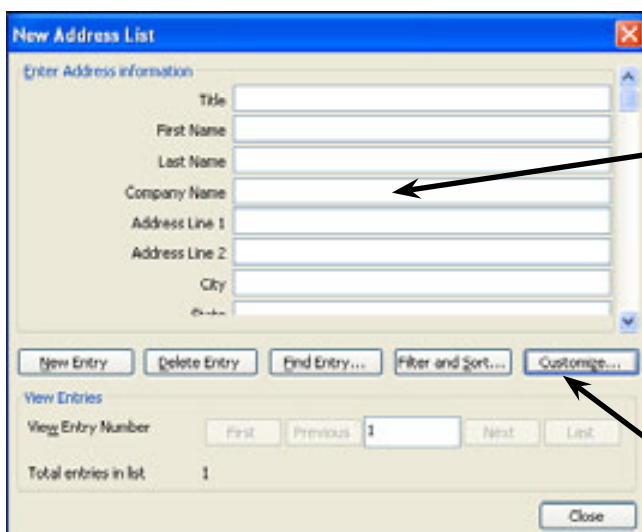 New Address List
Enter Address information
Title
First Name
Last Name
Company Name
Address Line 1
Address Line 2
City
State
New Entry Delete Entry Find Entry... Filter and Sort... Customize...
View Entries
View Entry Number First Previous 1 Next Last
Total entries in list 1
Close